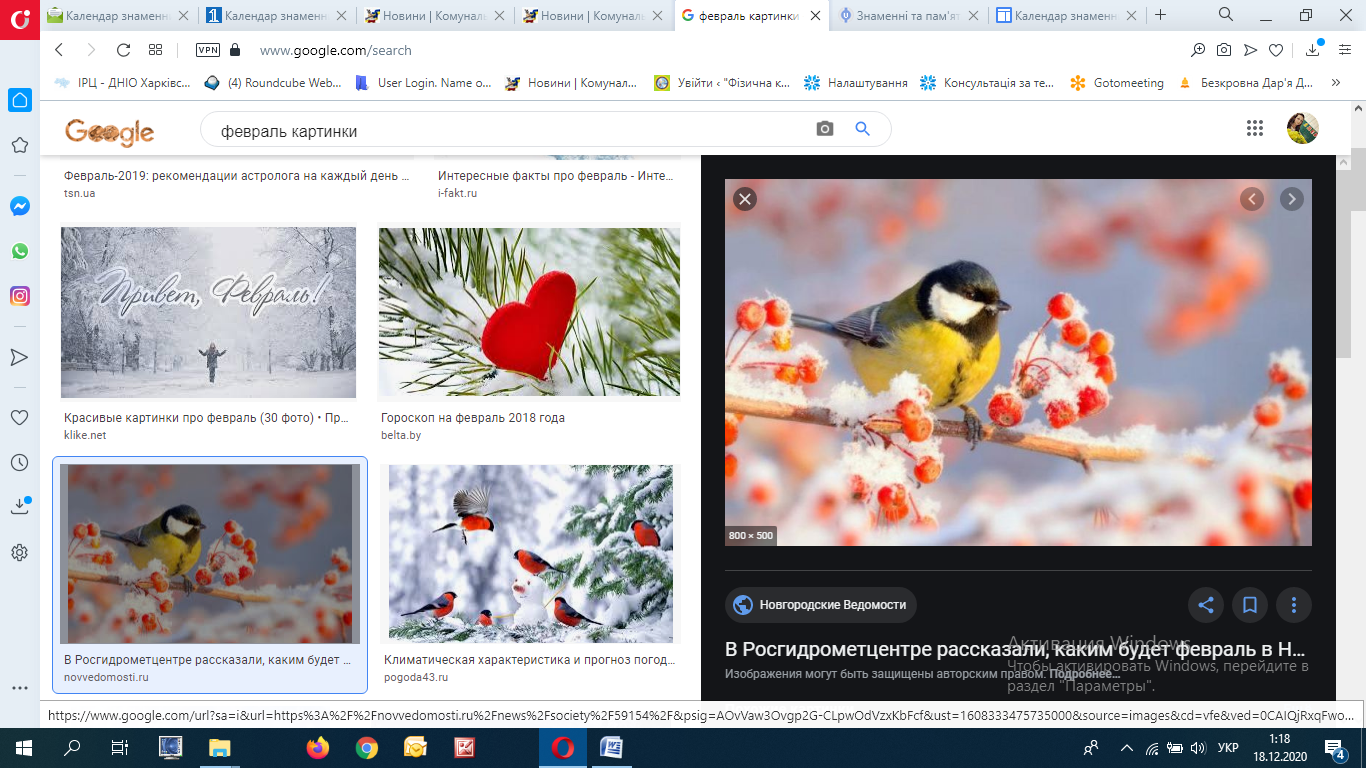 Календар знаменн
Календар знаменн
Новини | Комуналь
Новини | Комуналь
февраль картинки
Знаменні та пам'ят
Календар знаменн
VPN
www.google.com/search
ІРЦ - ДНІО Харківс...
(4) Roundcube Web...
User Login. Name o...
Новини | Комунал...
Увійти ‹ "Фізична к...
Налаштування
Консультація за те...
Gotomeeting
Безкровна Дар'я Д...
»
Google
февраль картинки
Февраль-2019: рекомендации астролога на каждый день ...
tsn.ua
Интересные факты про февраль - Инте...
i-fakt.ru
Привет, Февраль!
Красивые картинки про февраль (30 фото) • Пр...
klike.net
Гороскоп на февраль 2018 года
belta.by
В Росгидрометцентре рассказали, каким будет ...
novvedomosti.ru
Климатическая характеристика и прогноз погод...
pogoda43.ru
800 × 500
Новгородские Ведомости
В Росгидрометцентре рассказали, каким будет февраль в Н...
Изображения могут быть защищены авторским правом. Подробнее...
Активация Windows
Чтобы активировать Windows, перейдите в
раздел "Параметры".
https://www.google.com/url?sa=i&url=https%3A%2F%2Fnovvedomosti.ru%2Fnews%2Fsociety%2F59154%2F&psig=AOvVaw3Ovgp2G-CLpwOdVzxKbFcf&ust=1608333475735000&source=images&cd=vfe&ved=0CAIQjRxqFwo...
УКР
1:18
18.12.2020
4